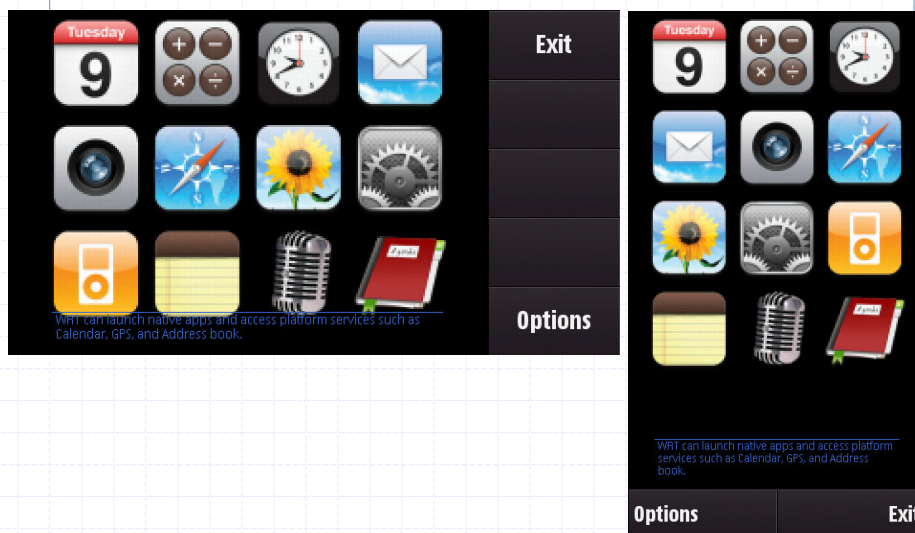 Tuesday
9
Exit
WRT can launch native apps and access platform services such as
Calendar, GPS, and Address book.
Options
Tuesday
9
WRT can launch native apps and access platform
services such as Calendar, GPS, and Address
book.
Options
Exit